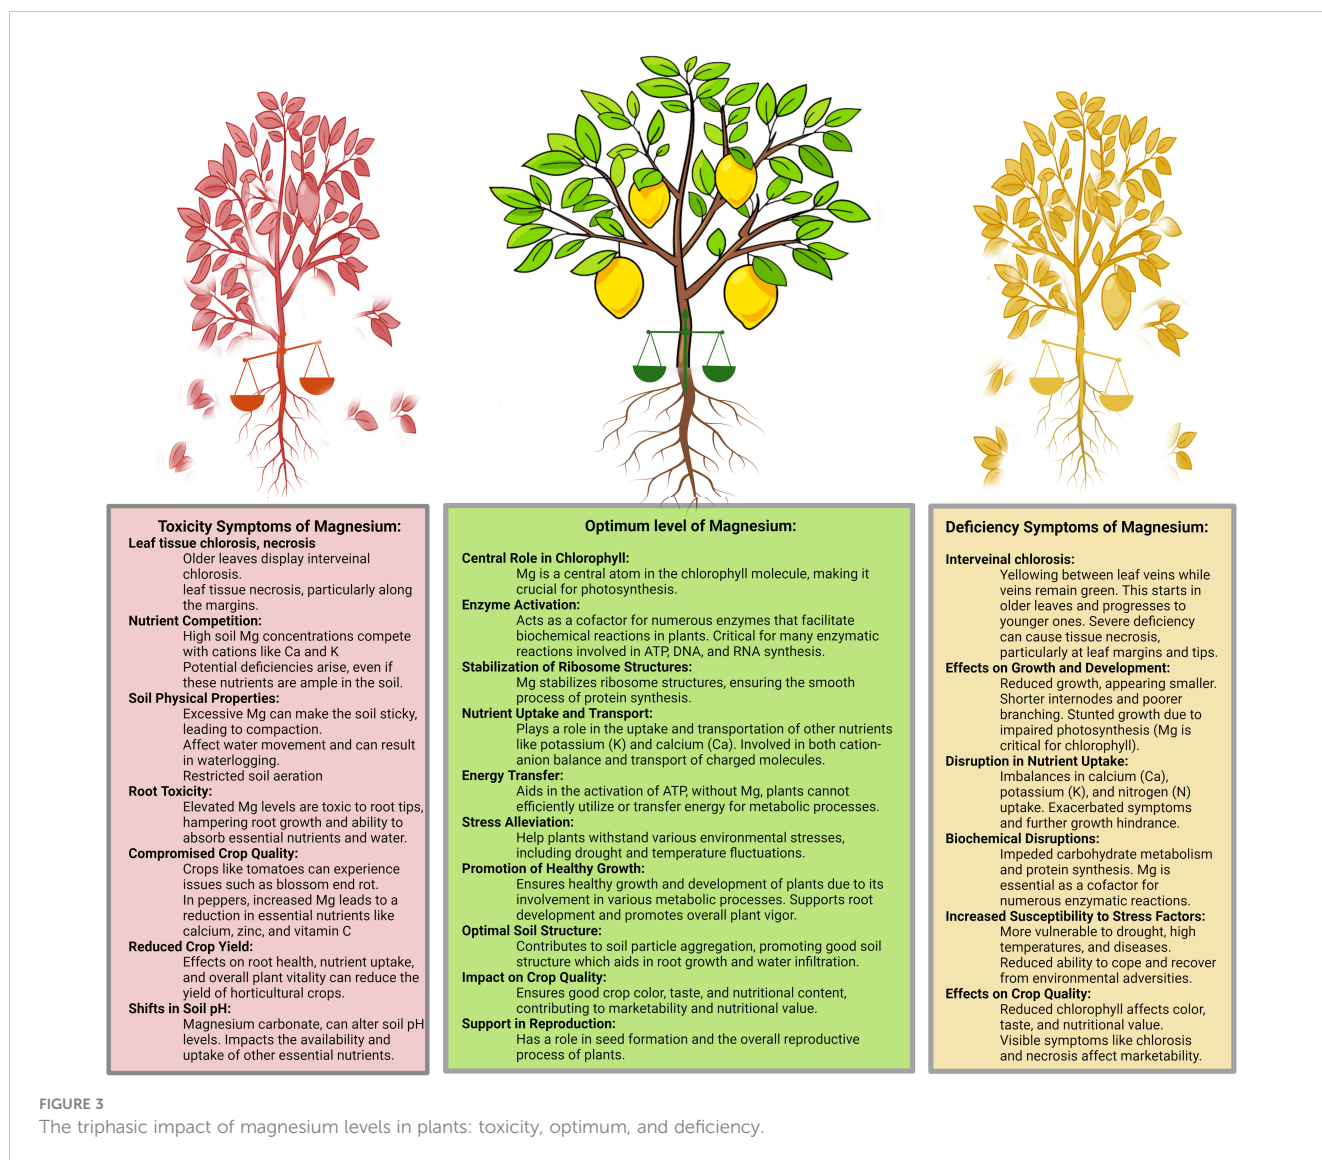 Toxicity Symptoms of Magnesium:
Leaf tissue chlorosis, necrosis
Older leaves display interveinal
chlorosis.
leaf tissue necrosis, particularly along
the margins.
Nutrient Competition:
High soil Mg concentrations compete
with cations like Ca and K
Potential deficiencies arise, even if
these nutrients are ample in the soil.
Soil Physical Properties:
Excessive Mg can make the soil sticky,
leading to compaction.
Affect water movement and can result
in waterlogging.
Restricted soil aeration
Root Toxicity:
Elevated Mg levels are toxic to root tips,
hampering root growth and ability to
absorb essential nutrients and water.
Compromised Crop Quality:
Crops like tomatoes can experience
issues such as blossom end rot.
In peppers, increased Mg leads to a
reduction in essential nutrients like
calcium, zinc, and vitamin C
Reduced Crop Yield:
Effects on root health, nutrient uptake,
and overall plant vitality can reduce the
yield of horticultural crops.
Shifts in Soil pH:
Magnesium carbonate, can alter soil pH
levels. Impacts the availability and
uptake of other essential nutrients.
Optimum level of Magnesium:
Central Role in Chlorophyll:
Mg is a central atom in the chlorophyll molecule, making it
crucial for photosynthesis.
Enzyme Activation:
Acts as a cofactor for numerous enzymes that facilitate
biochemical reactions in plants. Critical for many enzymatic
reactions involved in ATP, DNA, and RNA synthesis.
Stabilization of Ribosome Structures:
Mg stabilizes ribosome structures, ensuring the smooth
process of protein synthesis.
Nutrient Uptake and Transport:
Plays a role in the uptake and transportation of other nutrients
like potassium (K) and calcium (Ca). Involved in both cation-
anion balance and transport of charged molecules.
Energy Transfer:
Aids in the activation of ATP, without Mg, plants cannot
efficiently utilize or transfer energy for metabolic processes.
Stress Alleviation:
Help plants withstand various environmental stresses,
including drought and temperature fluctuations.
Promotion of Healthy Growth:
Ensures healthy growth and development of plants due to its
involvement in various metabolic processes. Supports root
development and promotes overall plant vigor.
Optimal Soil Structure:
Contributes to soil particle aggregation, promoting good soil
structure which aids in root growth and water infiltration.
Impact on Crop Quality:
Ensures good crop color, taste, and nutritional content,
contributing to marketability and nutritional value.
Support in Reproduction:
Has a role in seed formation and the overall reproductive
process of plants.
Deficiency Symptoms of Magnesium:
Interveinal chlorosis:
Yellowing between leaf veins while
veins remain green. This starts in
older leaves and progresses to
younger ones. Severe deficiency
can cause tissue necrosis,
particularly at leaf margins and tips.
Effects on Growth and Development:
Reduced growth, appearing smaller.
Shorter internodes and poorer
branching. Stunted growth due to
impaired photosynthesis (Mg is
critical for chlorophyll).
Disruption in Nutrient Uptake:
Imbalances in calcium (Ca),
potassium (K), and nitrogen (N)
uptake. Exacerbated symptoms
and further growth hindrance.
Biochemical Disruptions:
Impeded carbohydrate metabolism
and protein synthesis. Mg is
essential as a cofactor for
numerous enzymatic reactions.
Increased Susceptibility to Stress Factors:
More vulnerable to drought, high
temperatures, and diseases.
Reduced ability to cope and recover
from environmental adversities.
Effects on Crop Quality:
Reduced chlorophyll affects color,
taste, and nutritional value.
Visible symptoms like chlorosis
and necrosis affect marketability.
FIGURE 3
The triphasic impact of magnesium levels in plants: toxicity, optimum, and deficiency.